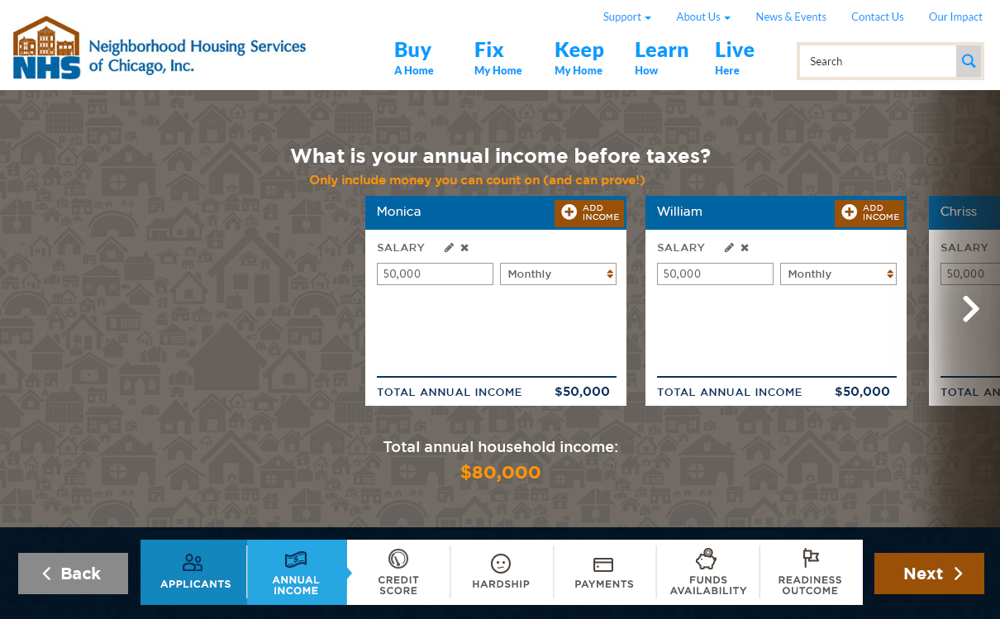 Support
About Us
News & Events
Contact Us
Our Impact
NHS
Neighborhood Housing Services
of Chicago, Inc.
Buy
A Home
Fix
My Home
Keep
My Home
Learn
How
Live
Here
Search
What is your annual income before taxes?
Only include money you can count on (and can prove!)
Monica
ADD
INCOME
SALARY
50,000
Monthly
TOTAL ANNUAL INCOME $50,000
William
ADD
INCOME
SALARY
50,000
Monthly
TOTAL ANNUAL INCOME $50,000
Chriss
SALARY
50,000
TOTAL AN
Total annual household income:
$80,000
Back
APPLICANTS
ANNUAL
INCOME
CREDIT
SCORE
HARDSHIP
PAYMENTS
FUNDS
AVAILABILITY
READINESS
OUTCOME
Next